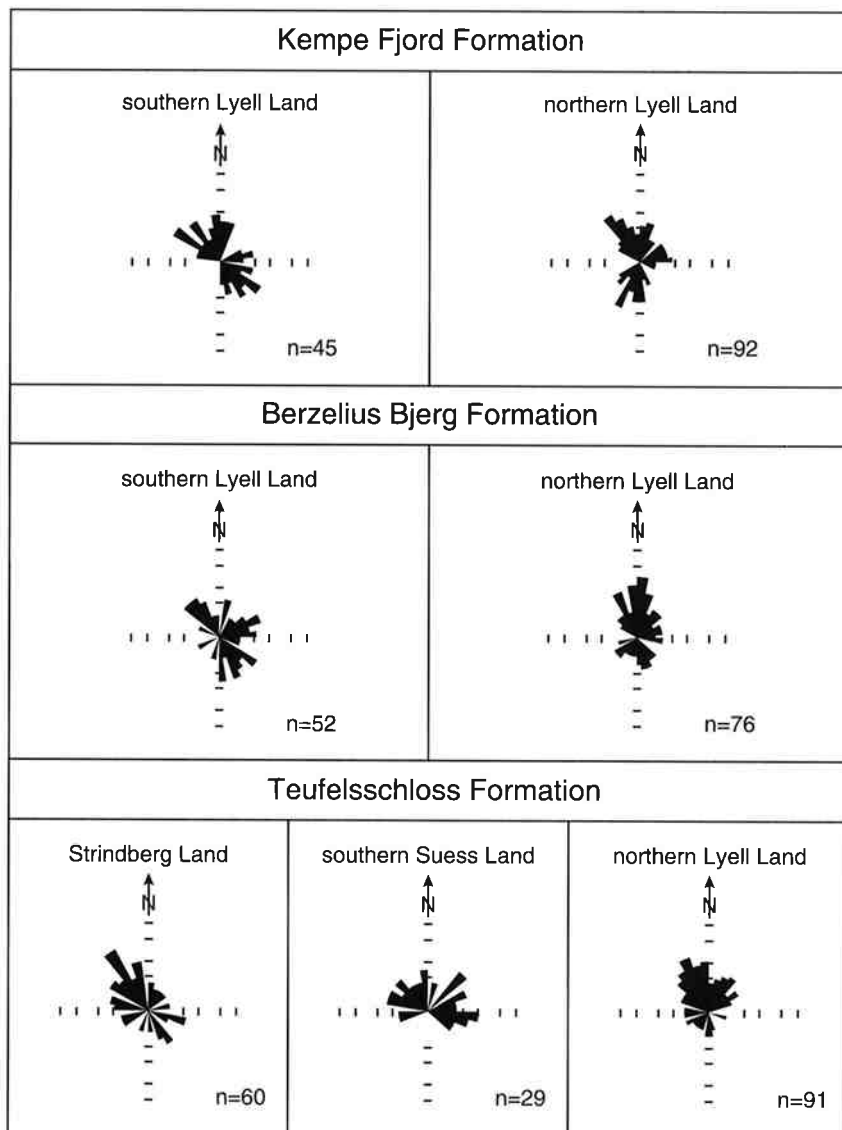 Kempe Fjord Formation
southern Lyell Land
N
n=45
northern Lyell Land
N
n=92
Berzelius Bjerg Formation
southern Lyell Land
N
n=52
northern Lyell Land
N
n=76
Teufelsschloss Formation
Strindberg Land
N
n=60
southern Suess Land
N
n=29
northern Lyell Land
N
n=91